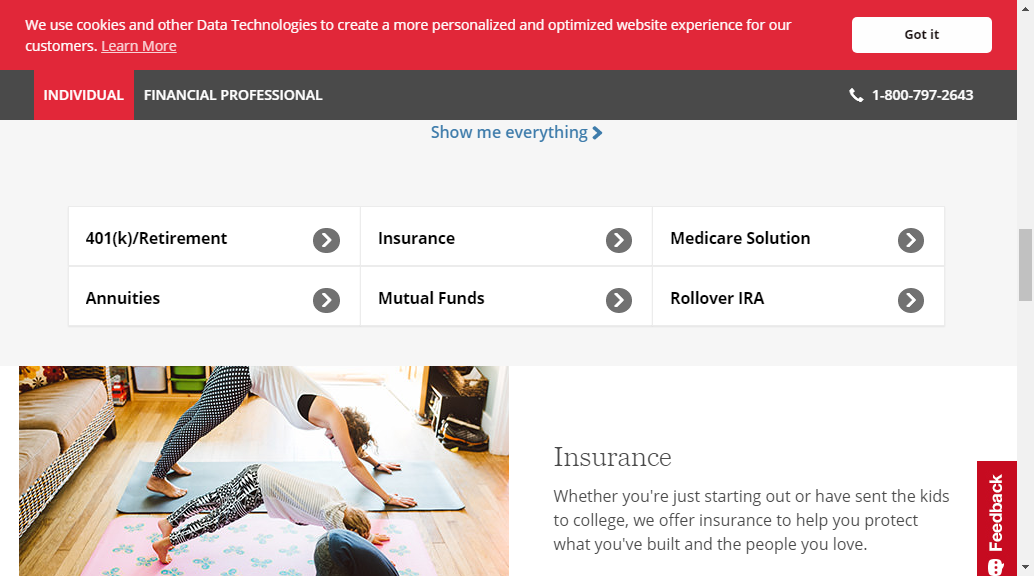 We use cookies and other Data Technologies to create a more personalized and optimized website experience for our
customers. Learn More
Got it
INDIVIDUAL
FINANCIAL PROFESSIONAL
1-800-797-2643
Show me everything
401(k)/Retirement
Insurance
Medicare Solution
Annuities
Mutual Funds
Rollover IRA
Insurance
Whether you're just starting out or have sent the kids
to college, we offer insurance to help you protect
what you've built and the people you love.
Feedback